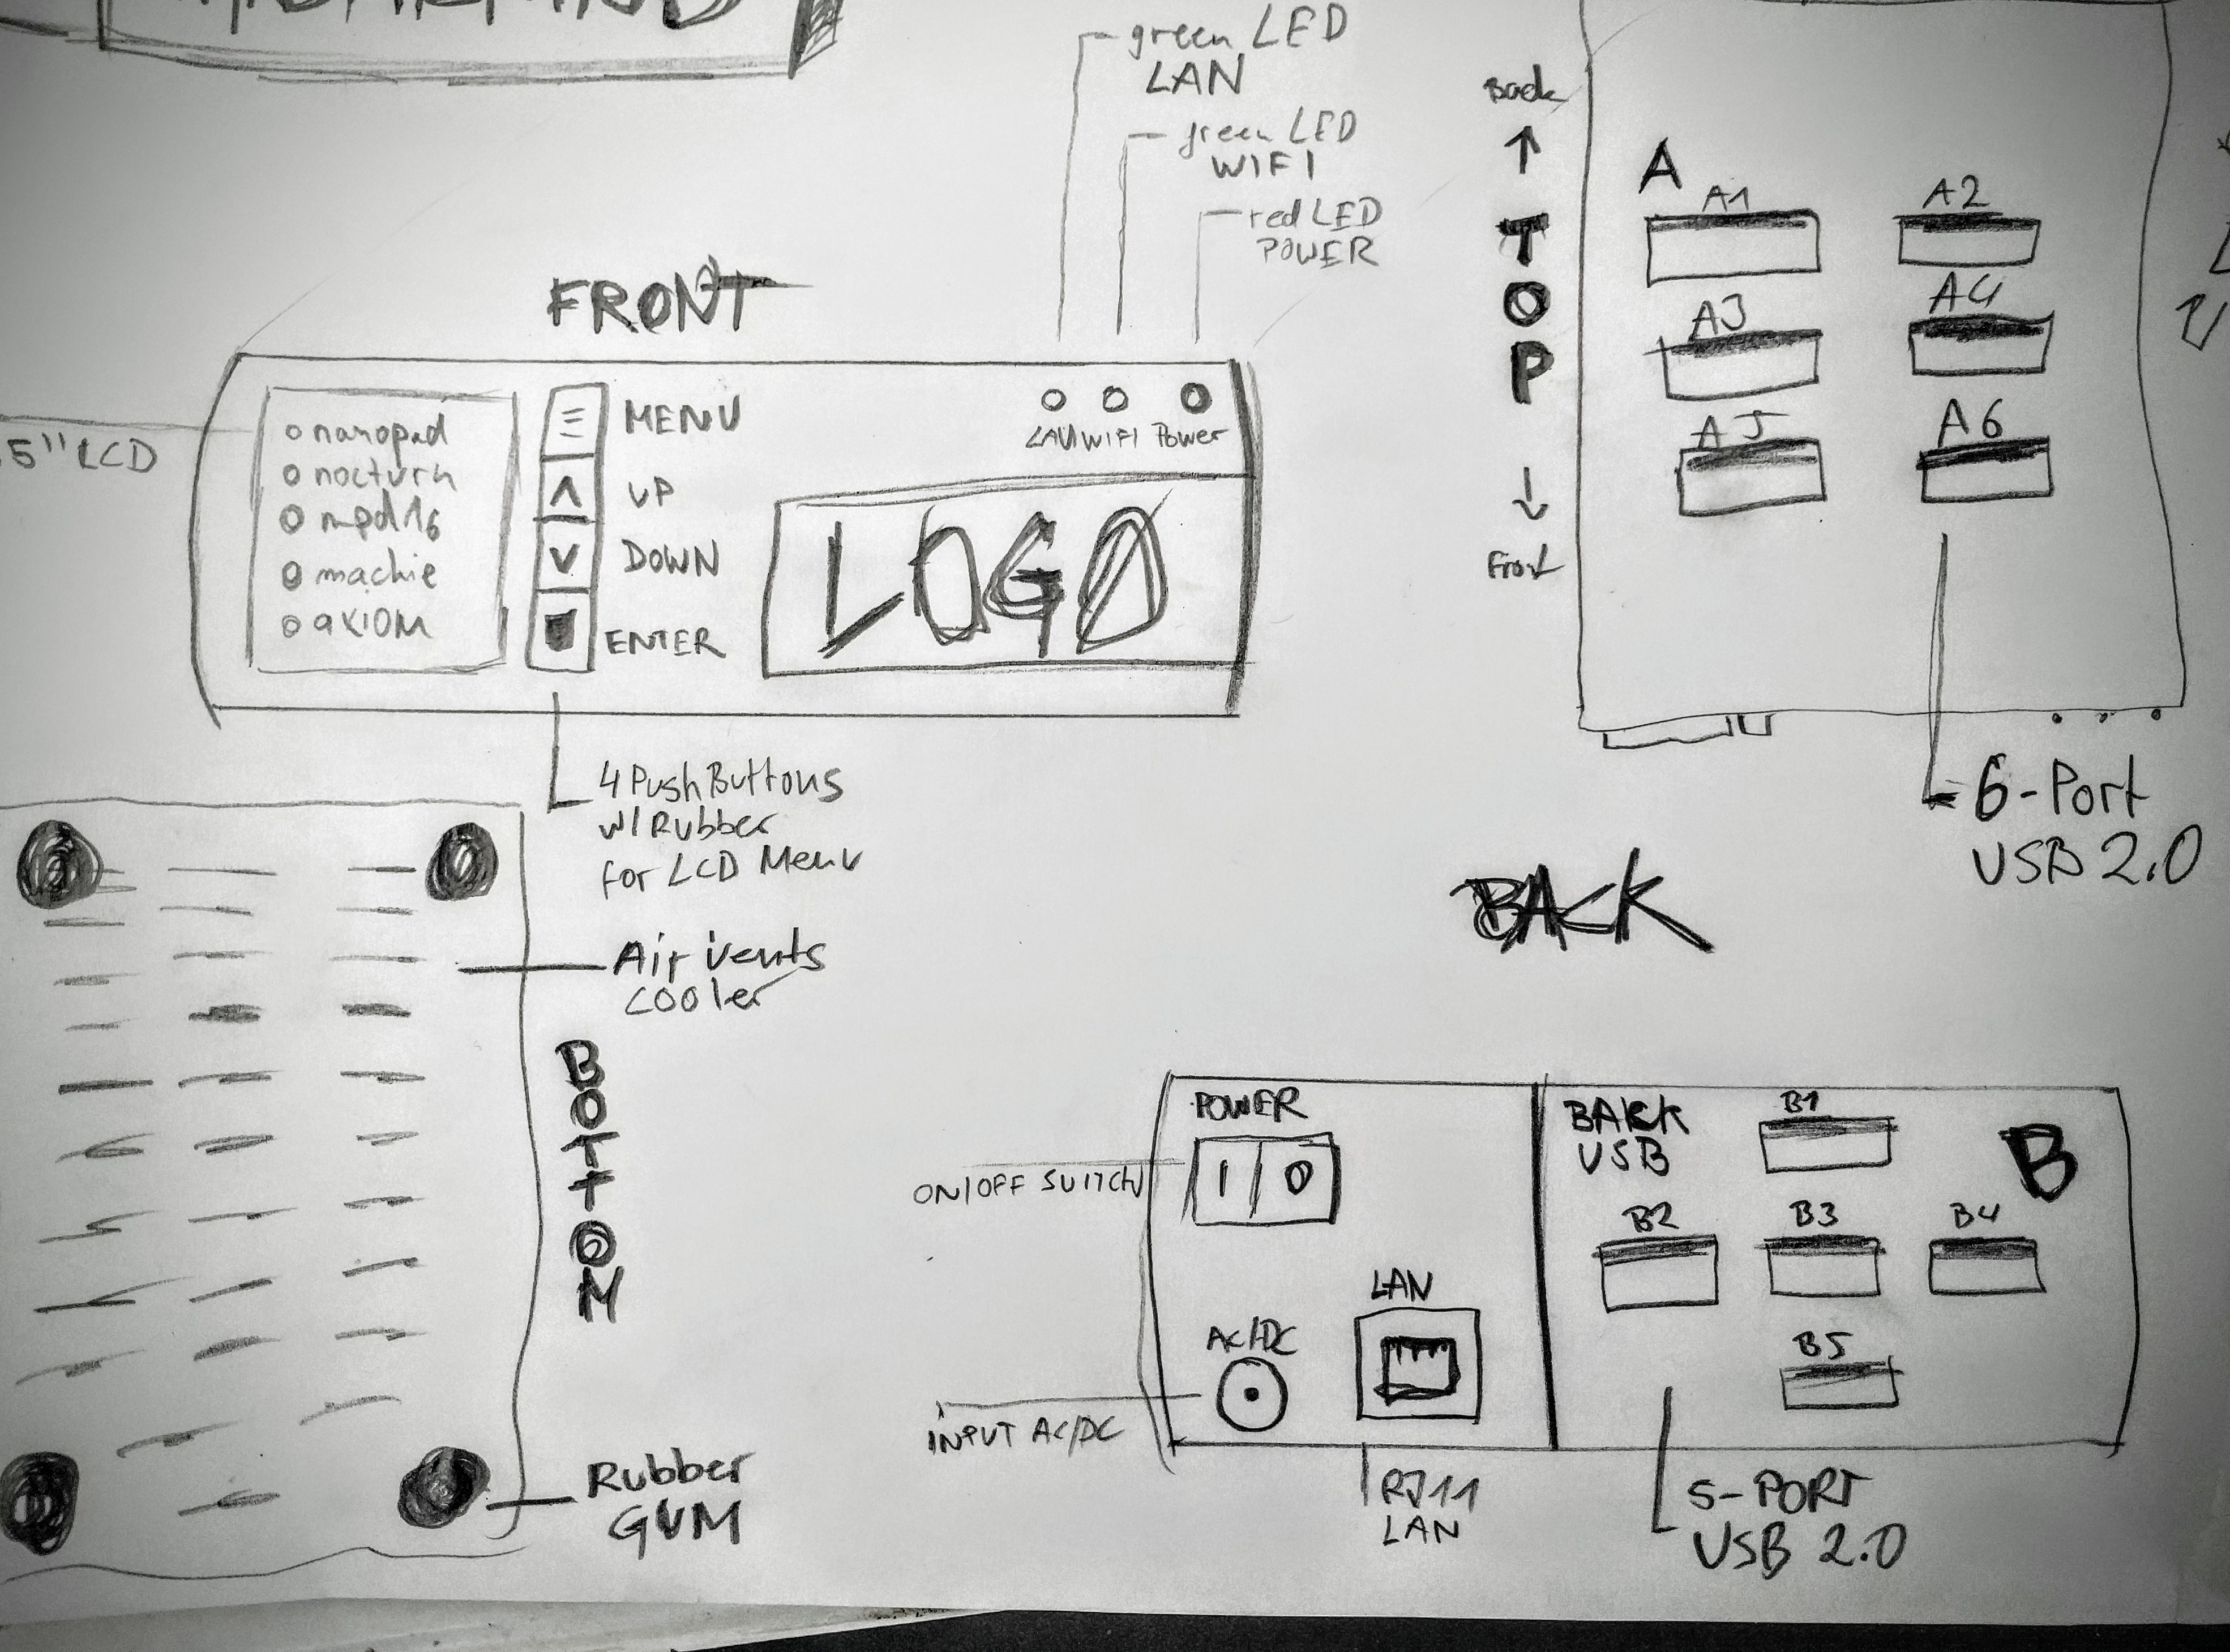 green LED
LAN
green LED
WIFI
red LED
POWER
FRONT
5" LCD
nanopad
nocturn
mpd16
machie
axiom
MENU
UP
DOWN
ENTER
LAN WIFI Power
LOGO
4 Push Buttons
w/ Rubber
for LCD Menu
Back
↑
TOP
↓
Front
A
A1
A2
A3
A4
A5
A6
6-Port
USB 2.0
Air vents
cooler
BOTTOM
Rubber
GUM
BACK
POWER
I O
ON/OFF SWITCH
AC/DC
INPUT AC/DC
LAN
RJ11
LAN
BACK
USB
B
B1
B2
B3
B4
B5
5-PORT
USB 2.0